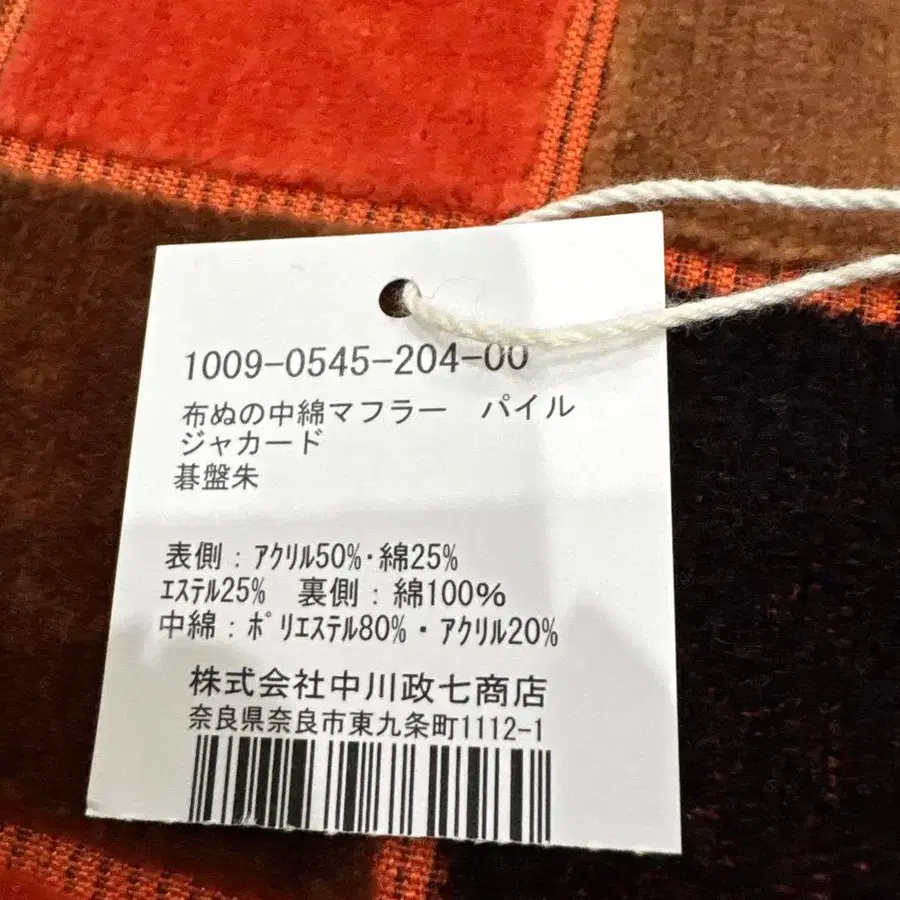 1009-0545-204-00
布ぬの中綿マフラー　パイル
ジャカード
碁盤朱
表側：ｱｸﾘﾙ50%・綿25%
ｴｽﾃﾙ25%　裏側：綿100%
中綿：ﾎﾟﾘｴｽﾃﾙ80%・ｱｸﾘﾙ20%
株式会社中川政七商店
奈良県奈良市東九条町1112-1